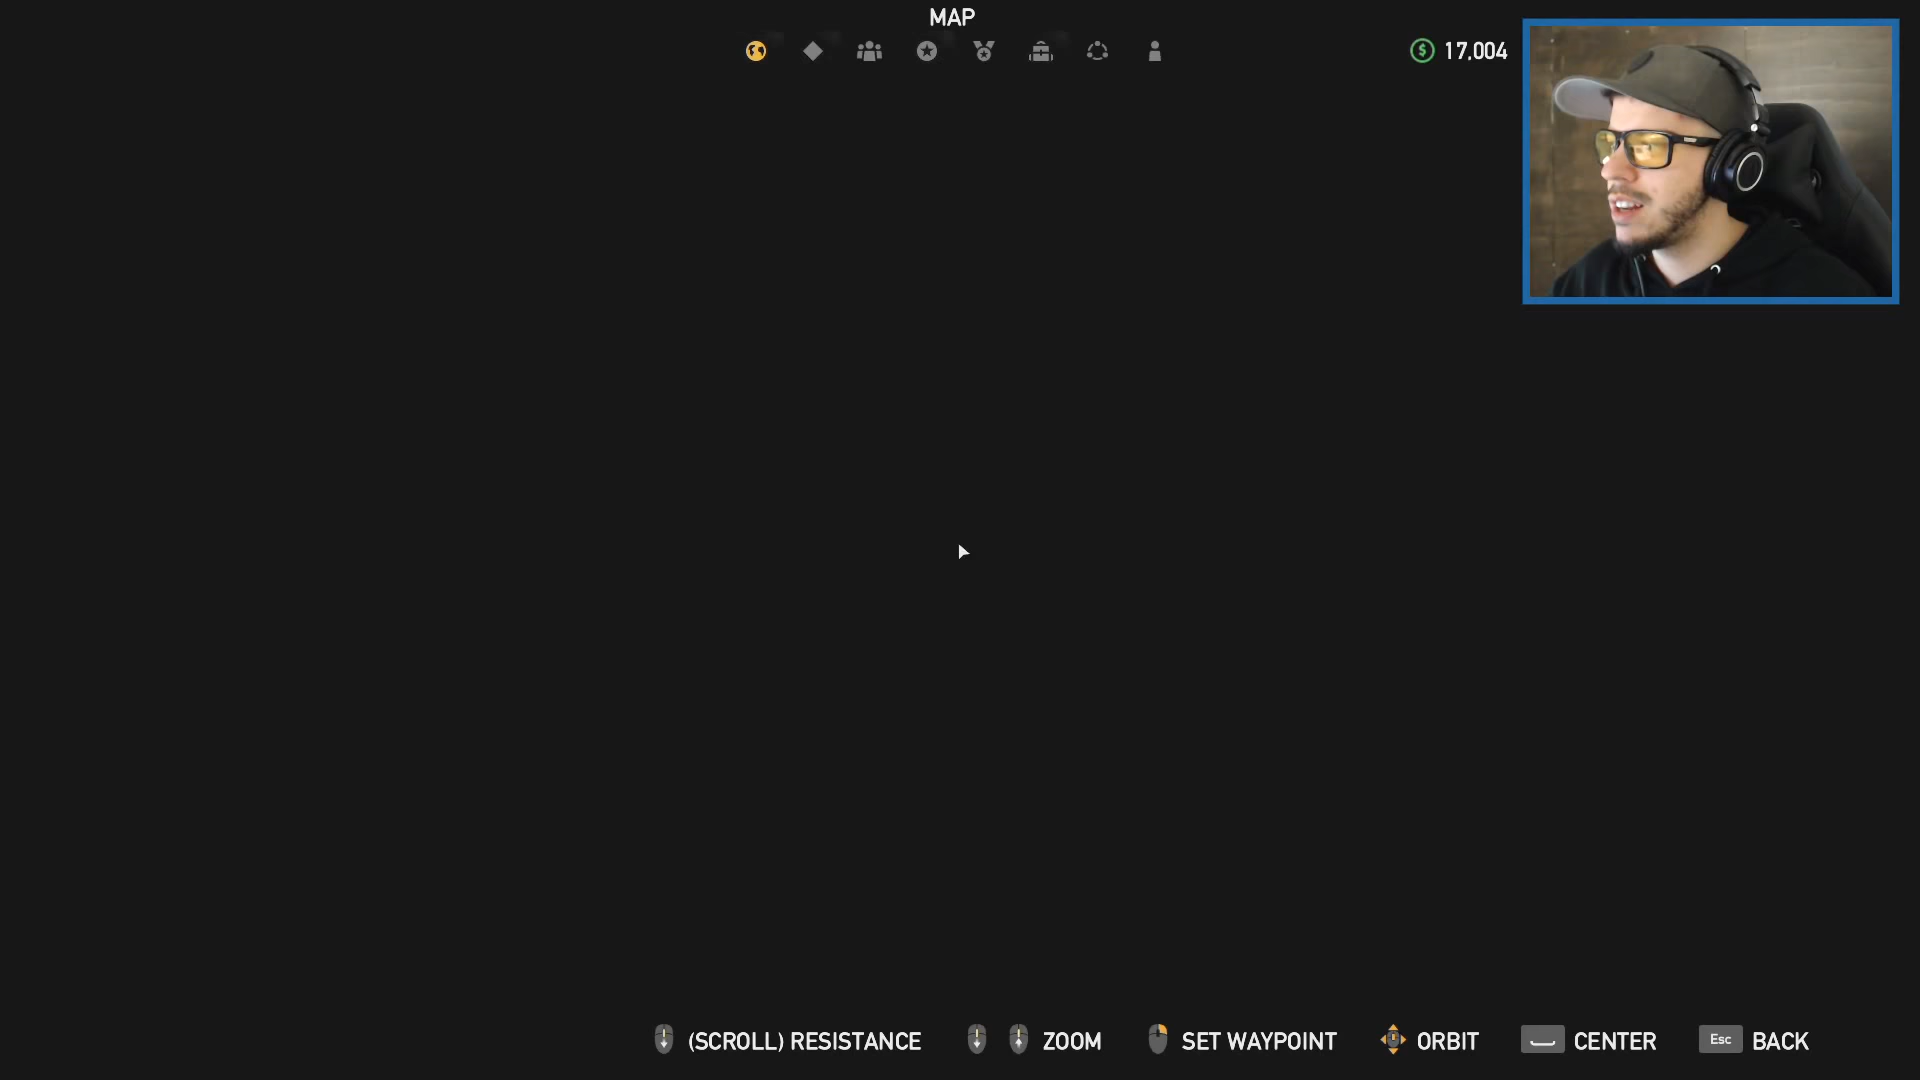 MAP
17,004
(SCROLL) RESISTANCE
ZOOM
SET WAYPOINT
ORBIT
CENTER
Esc
BACK